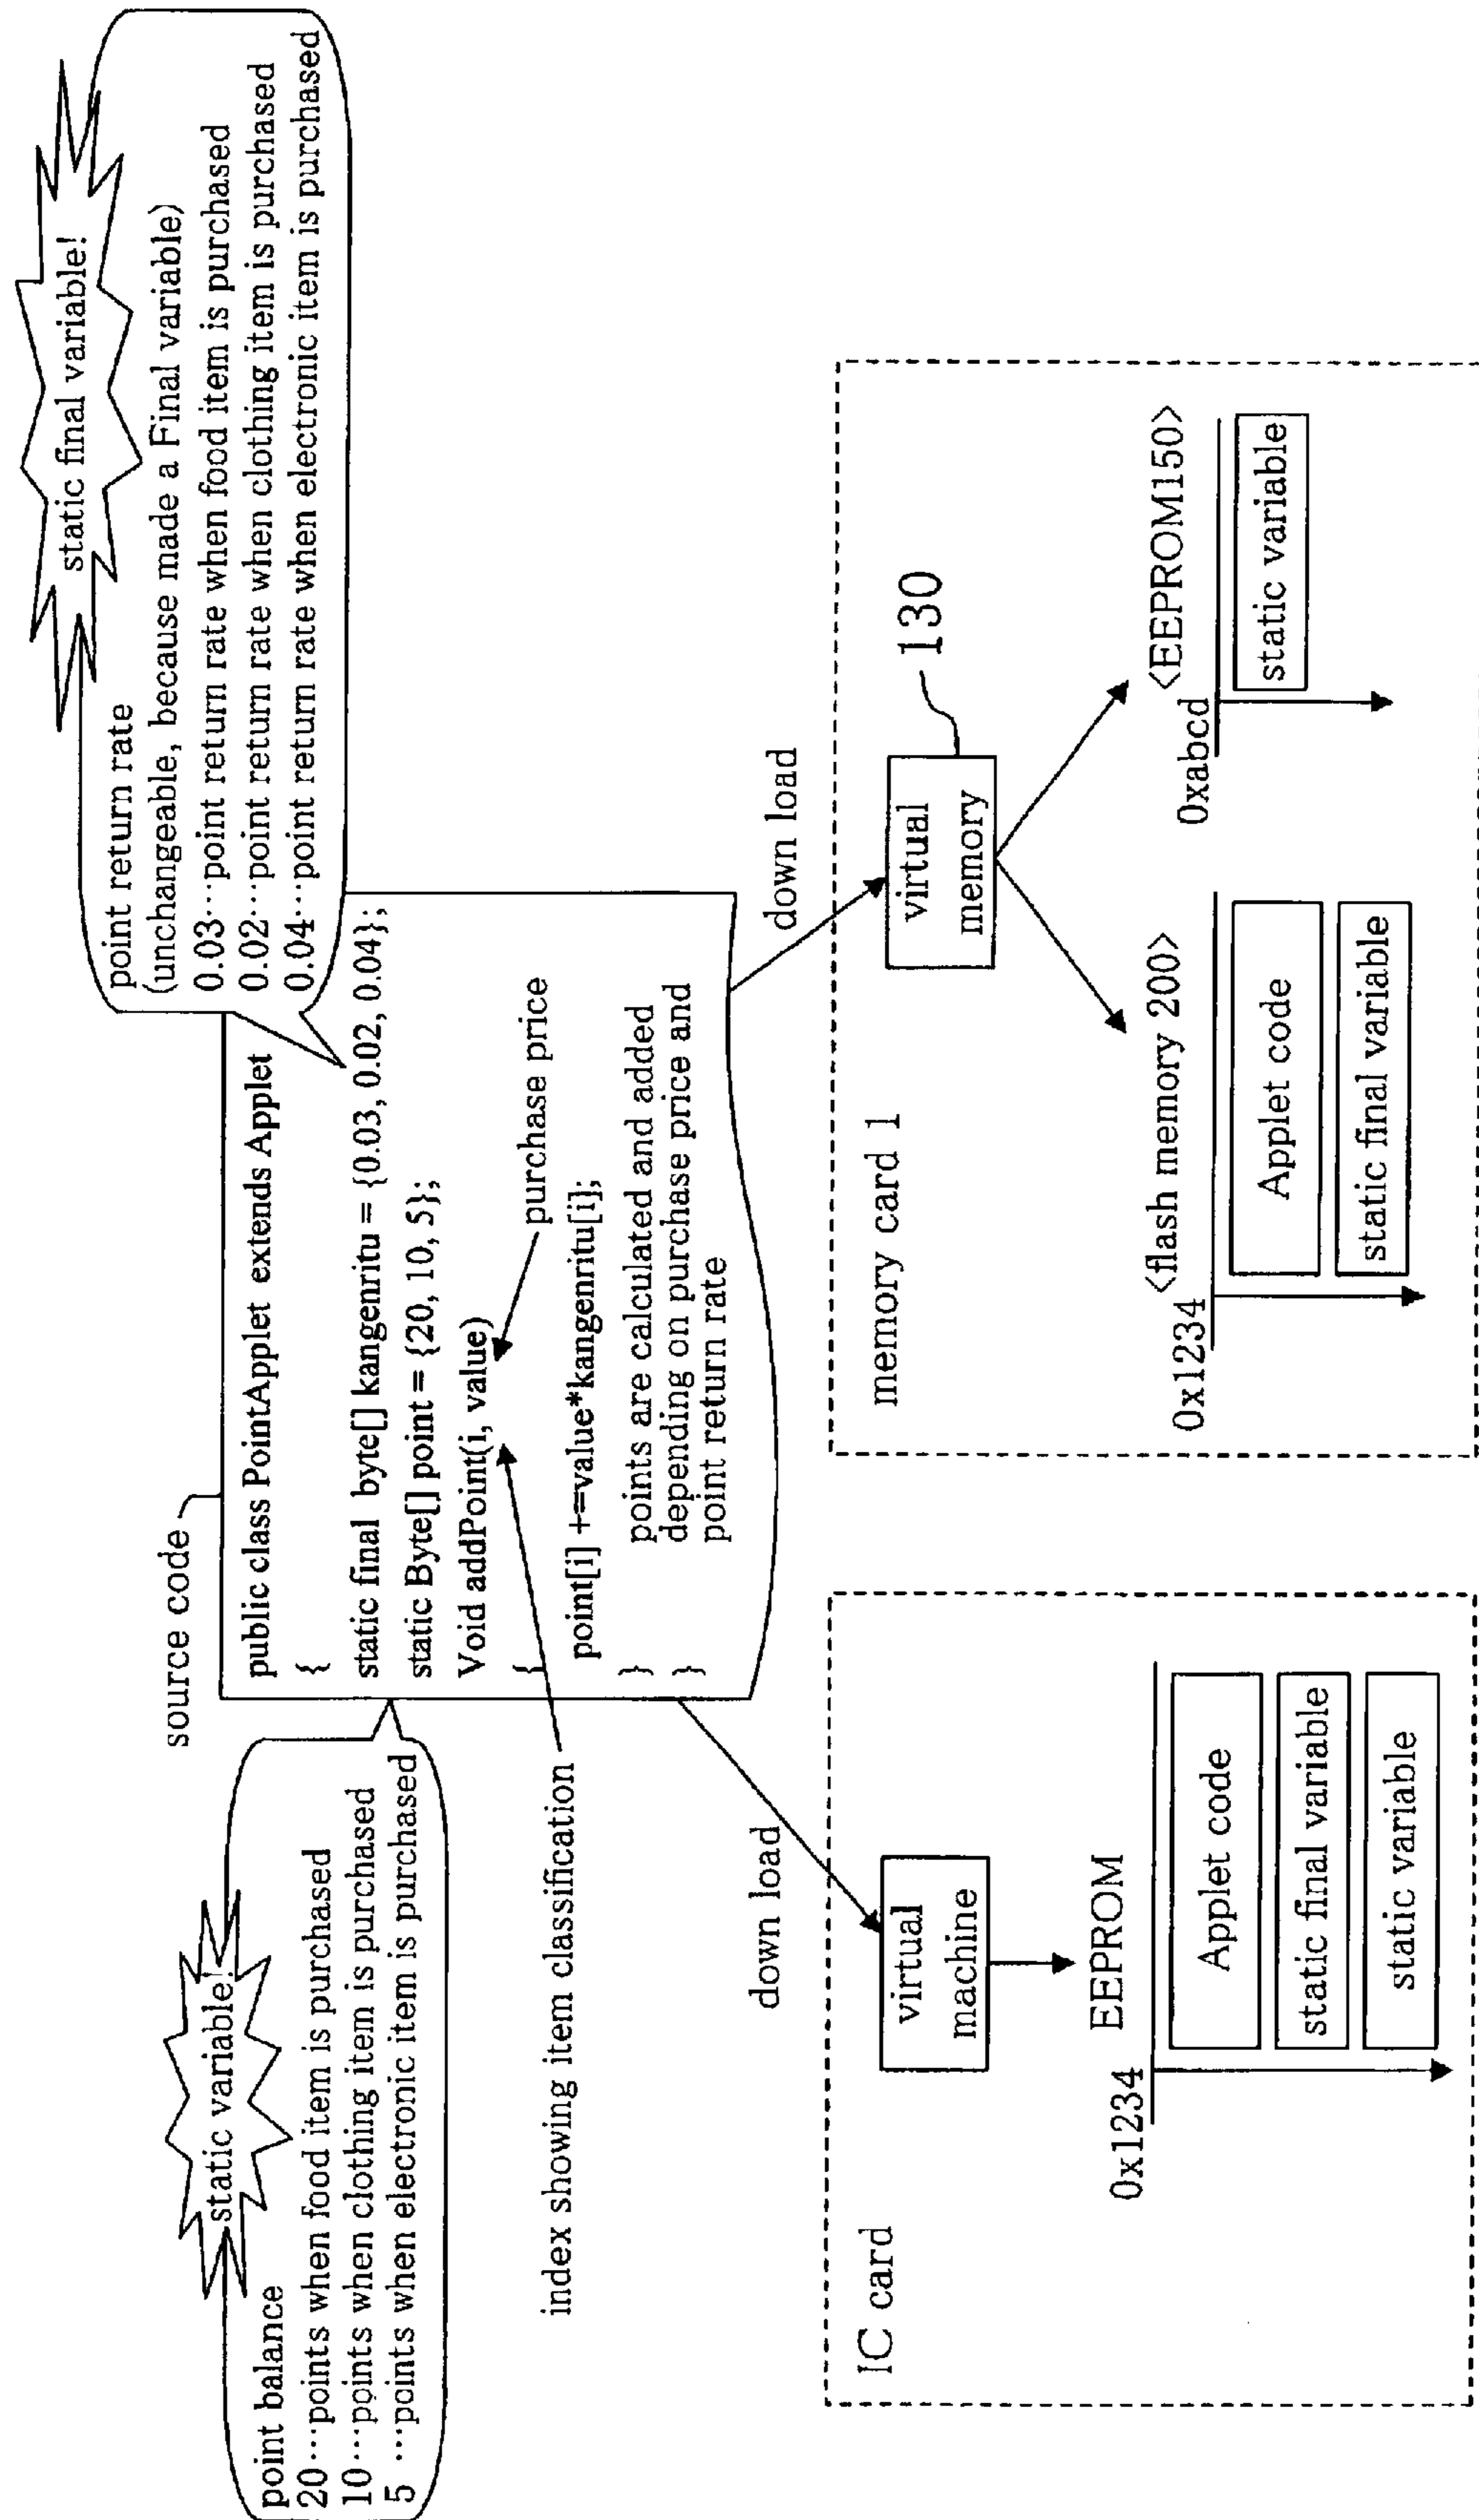 static variable!
point balance
20…points when food item is purchased
10…points when clothing item is purchased
5 …points when electronic item is purchased
index showing item classification
source code
public class PointApplet extends Applet
{
static final byte[] kangenritu = {0.03, 0.02, 0.04};
static Byte[] point = {20, 10, 5};
Void addPoint(i, value)
{
point[i] +=value*kangenritu[i];
}
}
purchase price
points are calculated and added
depending on purchase price and
point return rate
static final variable!
point return rate
(unchangeable, because made a Final variable)
0.03…point return rate when food item is purchased
0.02…point return rate when clothing item is purchased
0.04…point return rate when electronic item is purchased
down load
IC card
virtual
machine
EEPROM
0x1234
Applet code
static final variable
static variable
down load
memory card 1
virtual
memory
130
<flash memory 200>
0x1234
Applet code
static final variable
<EEPROM150>
0xabcd
static variable